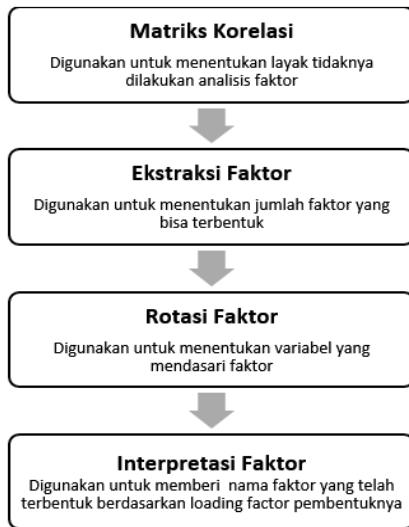 Matriks Korelasi
Digunakan untuk menentukan layak tidaknya
dilakukan analisis faktor
Ekstraksi Faktor
Digunakan untuk menentukan jumlah faktor yang
bisa terbentuk
Rotasi Faktor
Digunakan untuk menentukan variabel yang
mendasari faktor
Interpretasi Faktor
Digunakan untuk memberi nama faktor yang telah
terbentuk berdasarkan loading factor pembentuknya